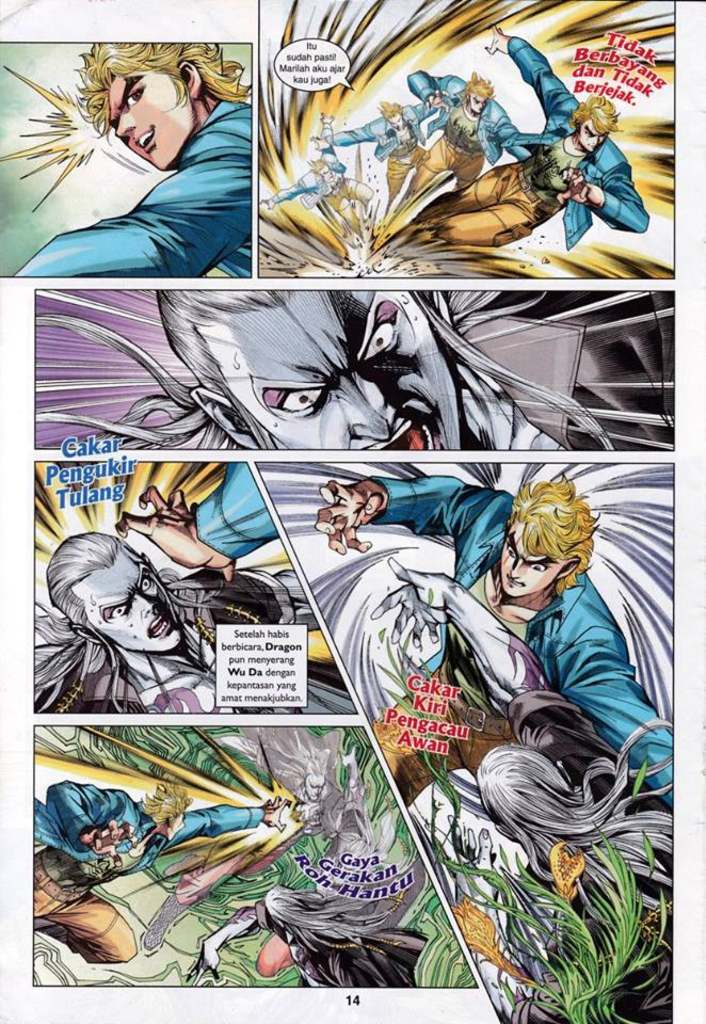 Itu
sudah pasti!
Marilah aku ajar
kau juga!
Tidak
Berbayang
dan Tidak
Berjejak.
Cakar
Pengukir
Tulang
Setelah habis
berbicara, Dragon
pun menyerang
Wu Da dengan
kepantasan yang
amat menakjubkan.
Cakar
Kiri
Pengacau
Awan
Gaya
Gerakan
Roh Hantu
14